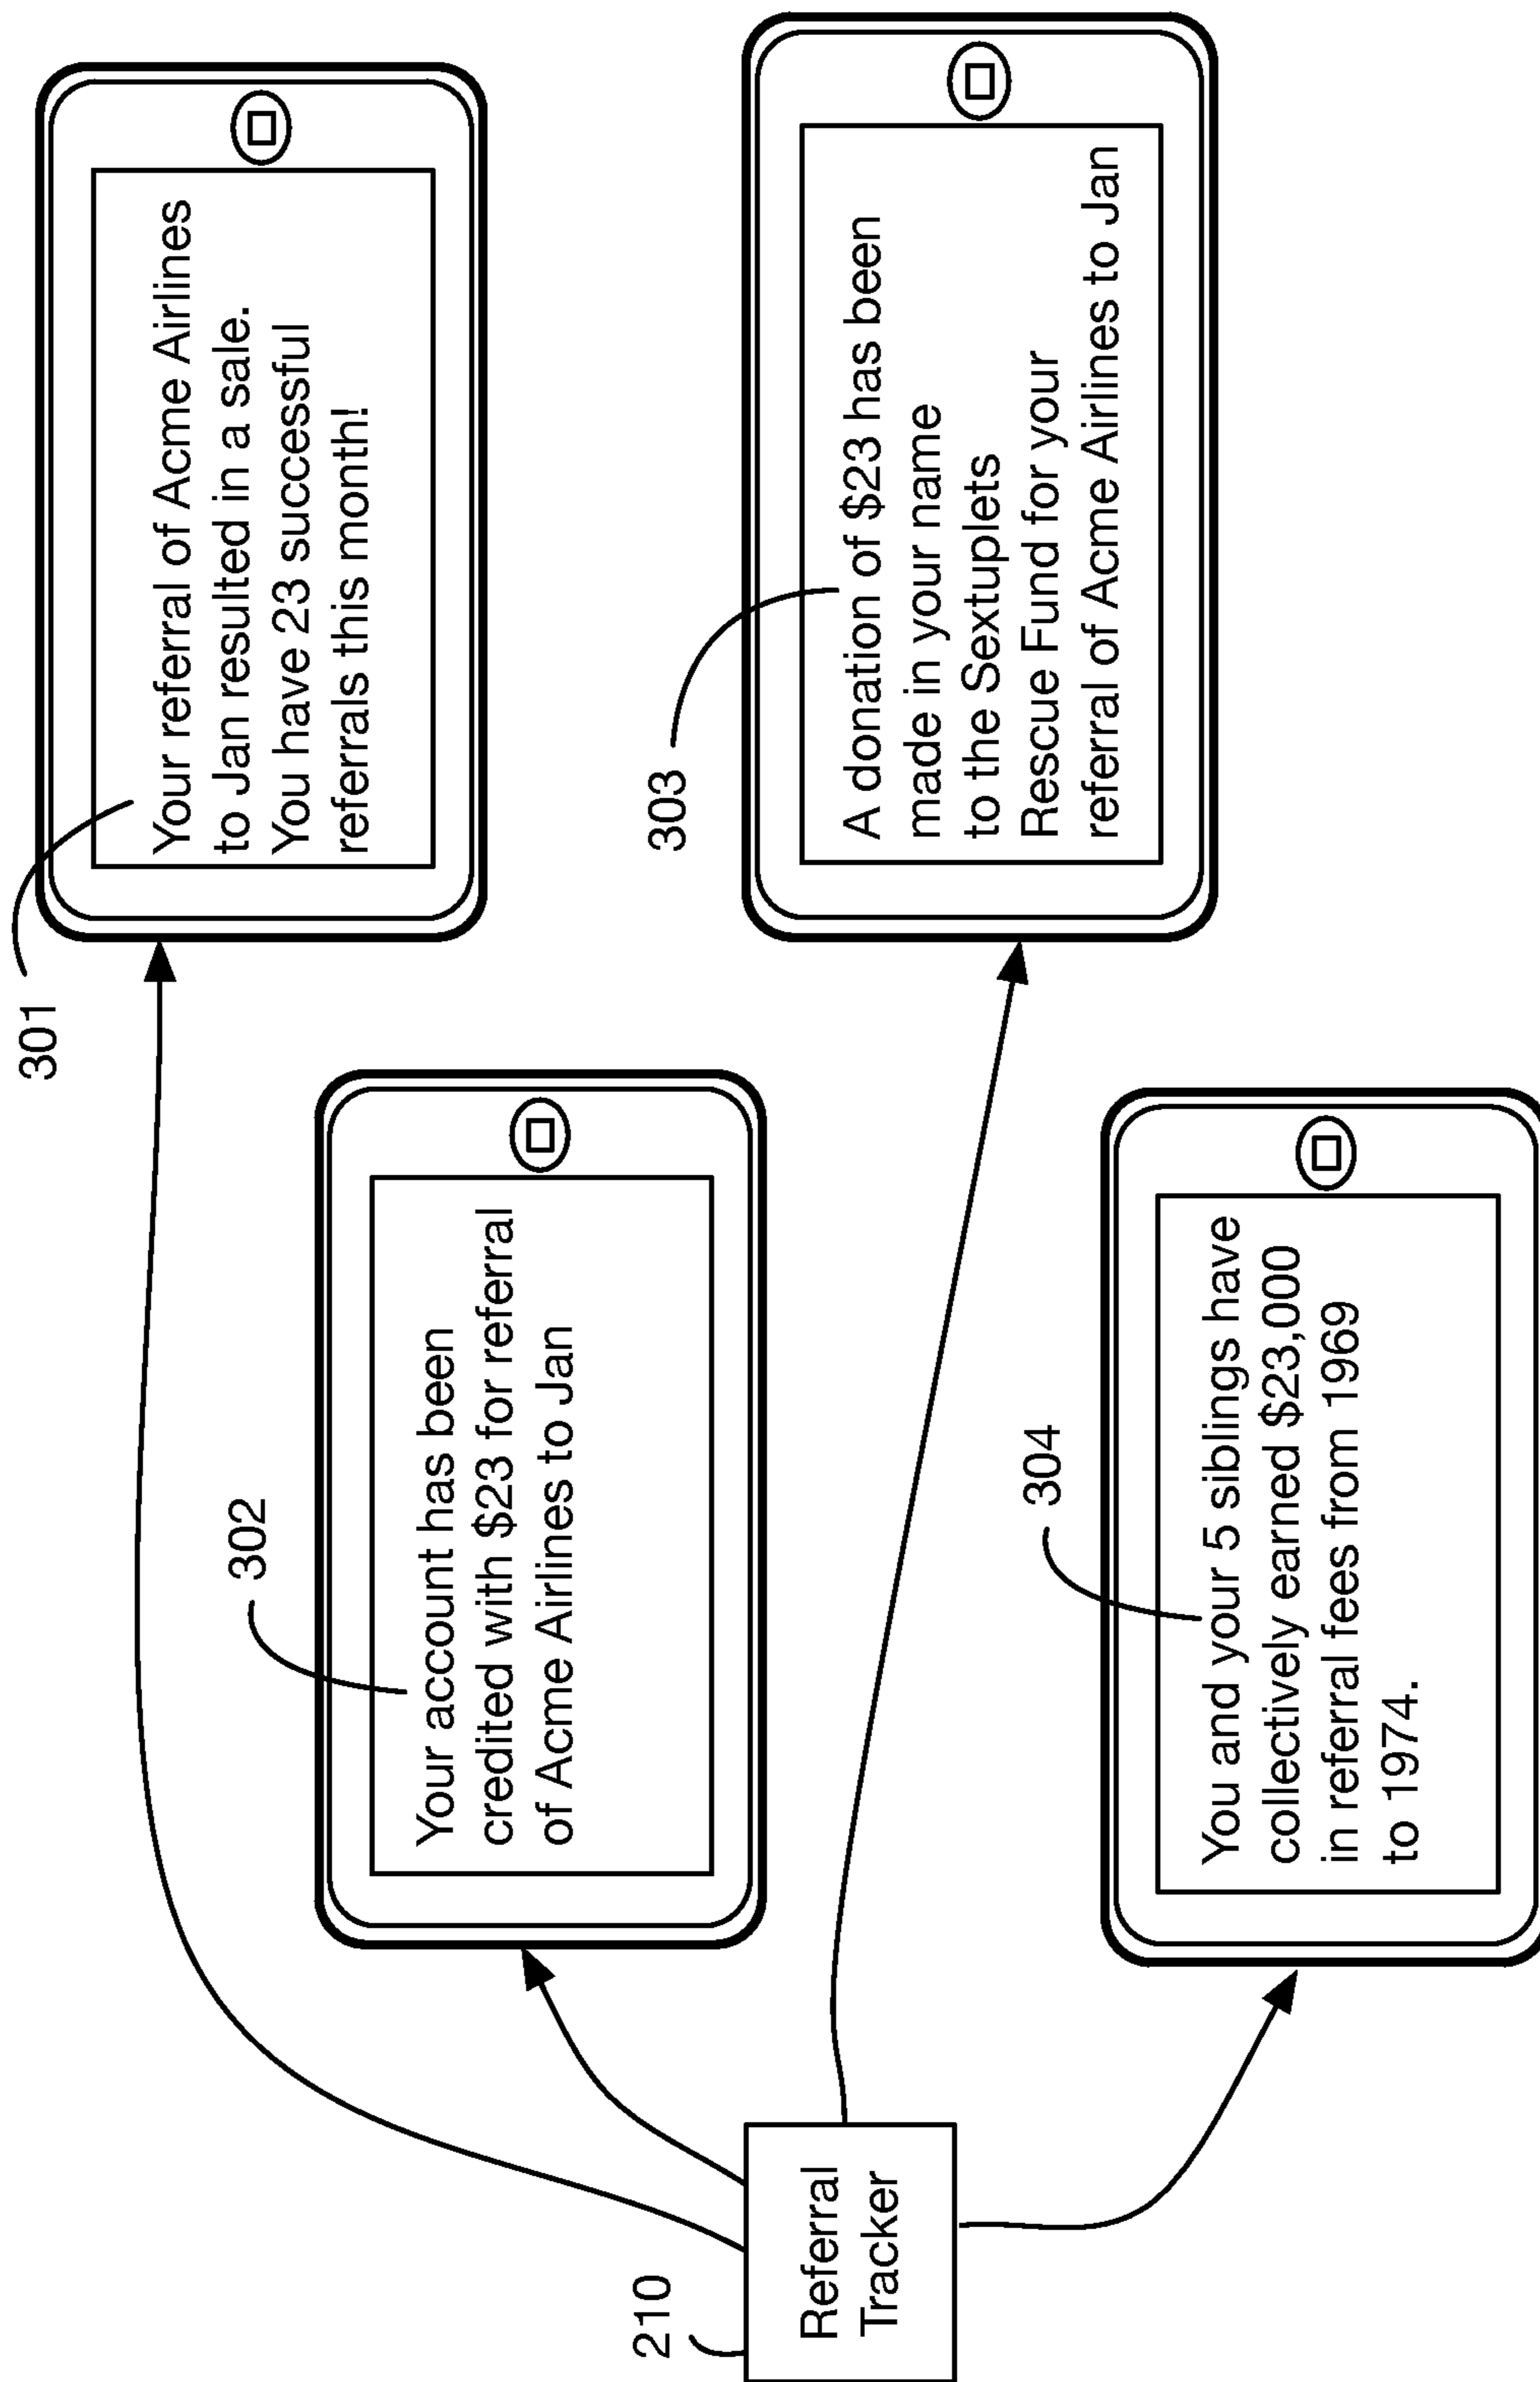 301
Your referral of Acme Airlines
to Jan resulted in a sale.
You have 23 successful
referrals this month!
302
Your account has been
credited with $23 for referral
of Acme Airlines to Jan
210
Referral
Tracker
303
A donation of $23 has been
made in your name
to the Sextuplets
Rescue Fund for your
referral of Acme Airlines to Jan
304
You and your 5 siblings have
collectively earned $23,000
in referral fees from 1969
to 1974.